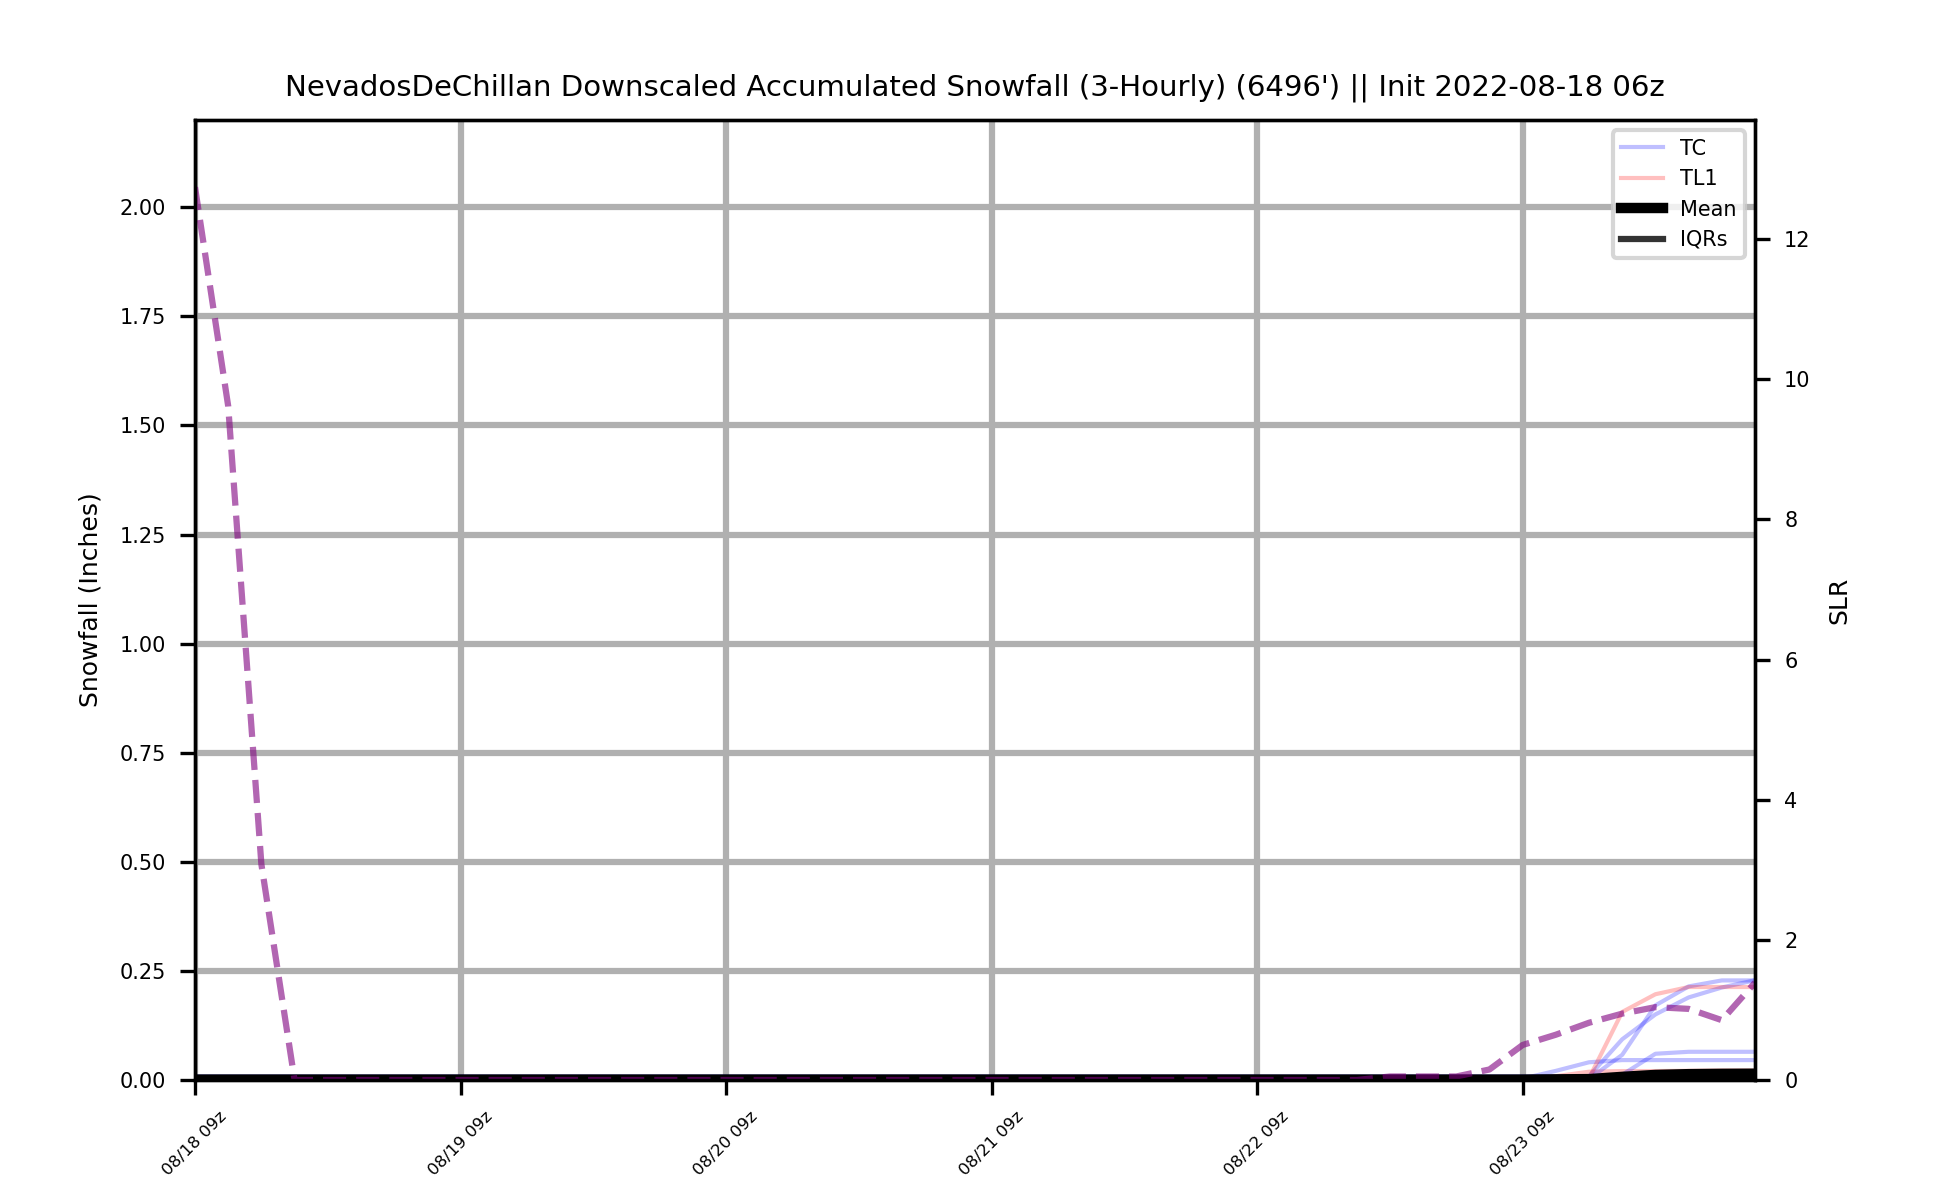 NevadosDeChillan Downscaled Accumulated Snowfall (3-Hourly) (6496') || Init 2022-08-18 06z
TC
TL1
Mean
IQRs
Snowfall (Inches)
2.00
1.75
1.50
1.25
1.00
0.75
0.50
0.25
0.00
12
10
8
6
4
2
0
SLR
08/18 09z
08/19 09z
08/20 09z
08/21 09z
08/22 09z
08/23 09z